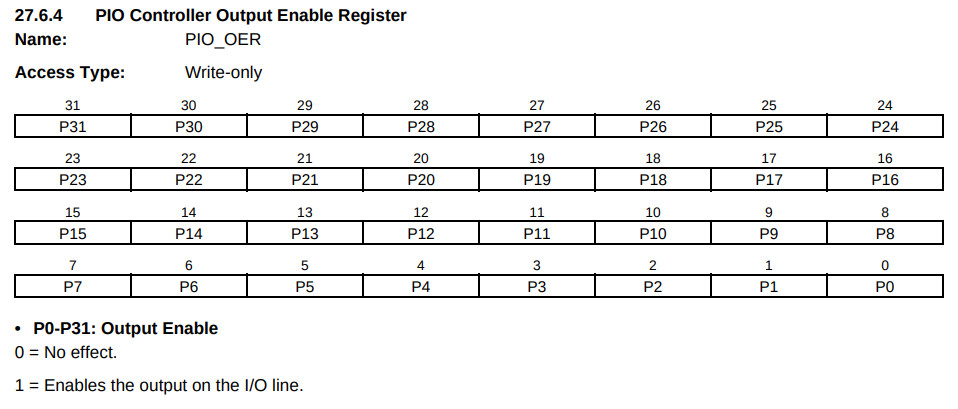 27.6.4 PIO Controller Output Enable Register
Name: PIO_OER
Access Type: Write-only
31 30 29 28 27 26 25 24
P31 P30 P29 P28 P27 P26 P25 P24
23 22 21 20 19 18 17 16
P23 P22 P21 P20 P19 P18 P17 P16
15 14 13 12 11 10 9 8
P15 P14 P13 P12 P11 P10 P9 P8
7 6 5 4 3 2 1 0
P7 P6 P5 P4 P3 P2 P1 P0
• P0-P31: Output Enable
0 = No effect.
1 = Enables the output on the I/O line.